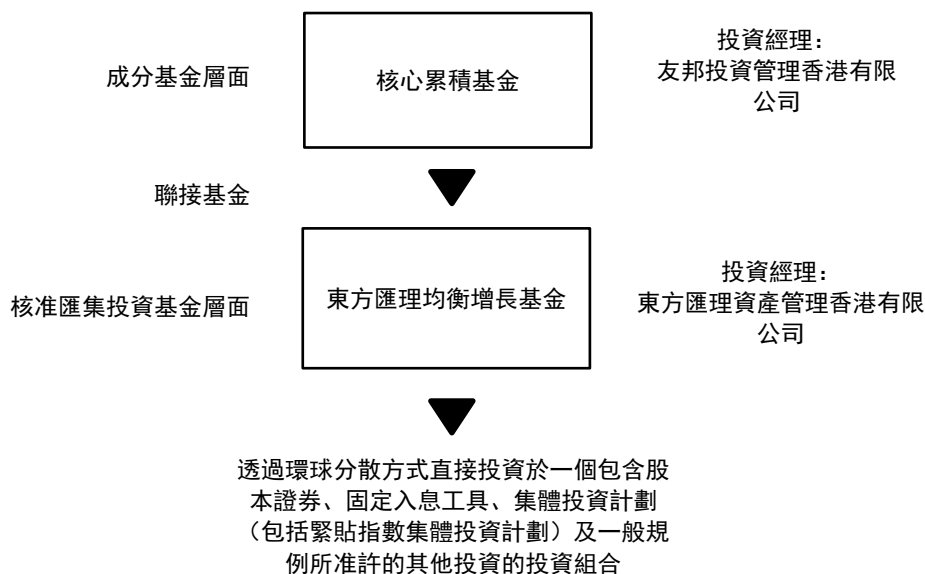 成分基金層面
核心累積基金
投資經理：
友邦投資管理香港有限
公司
聯接基金
核准匯集投資基金層面
東方匯理均衡增長基金
投資經理：
東方匯理資產管理香港有限
公司
透過環球分散方式直接投資於一個包含股
本證券、固定入息工具、集體投資計劃
（包括緊貼指數集體投資計劃）及一般規
例所准許的其他投資的投資組合